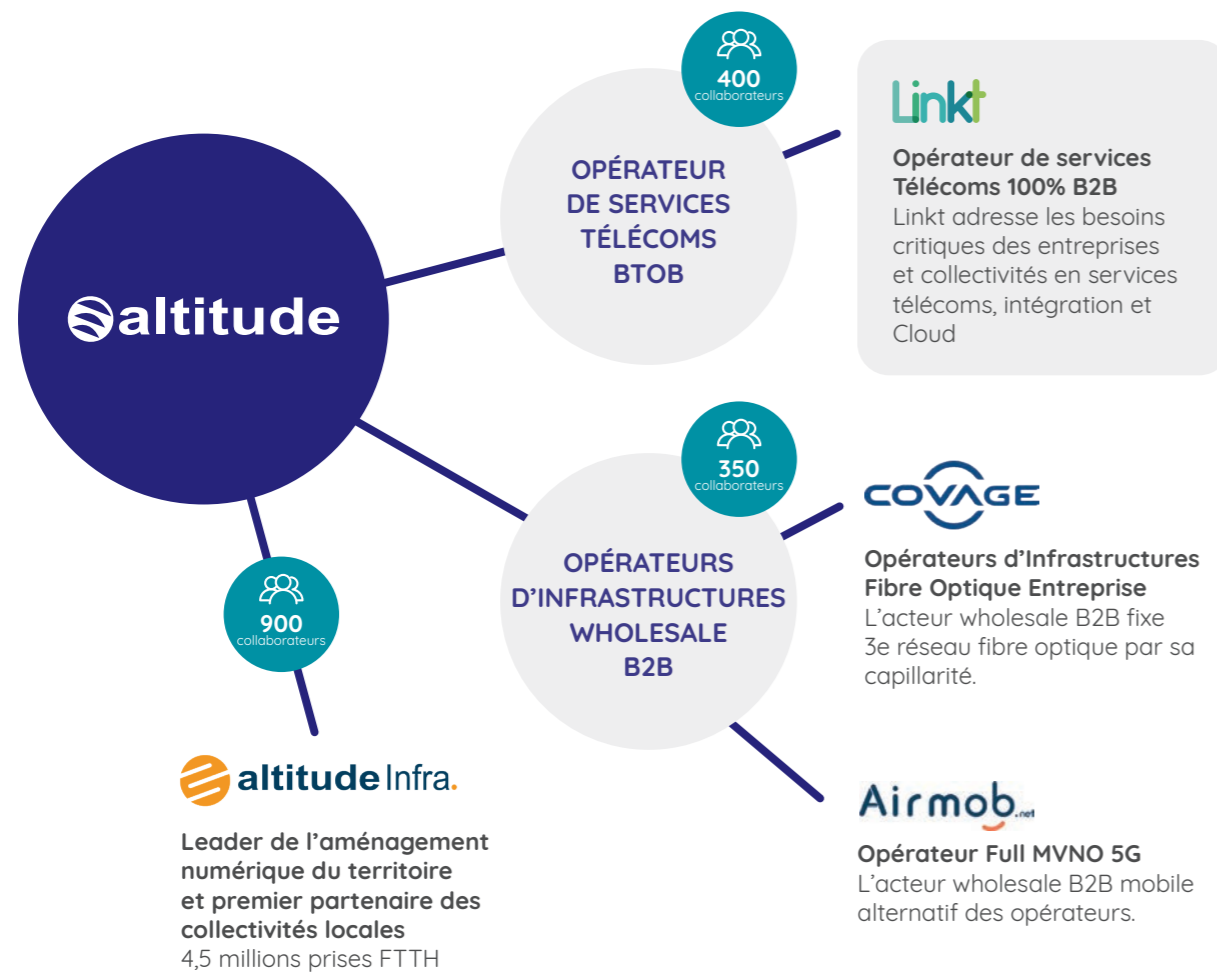 altitude
400
collaborateurs
OPÉRATEUR
DE SERVICES
TÉLÉCOMS
BTOB
Linkt
Opérateur de services
Télécoms 100% B2B
Linkt adresse les besoins
critiques des entreprises
et collectivités en services
télécoms, intégration et
Cloud
350
collaborateurs
OPÉRATEURS
D’INFRASTRUCTURES
WHOLESALE
B2B
COVAGE
Opérateurs d’Infrastructures
Fibre Optique Entreprise
L’acteur wholesale B2B fixe
3e réseau fibre optique par sa
capillarité.
Airmob.net
Opérateur Full MVNO 5G
L’acteur wholesale B2B mobile
alternatif des opérateurs.
900
collaborateurs
altitude Infra.
Leader de l’aménagement
numérique du territoire
et premier partenaire des
collectivités locales
4,5 millions prises FTTH